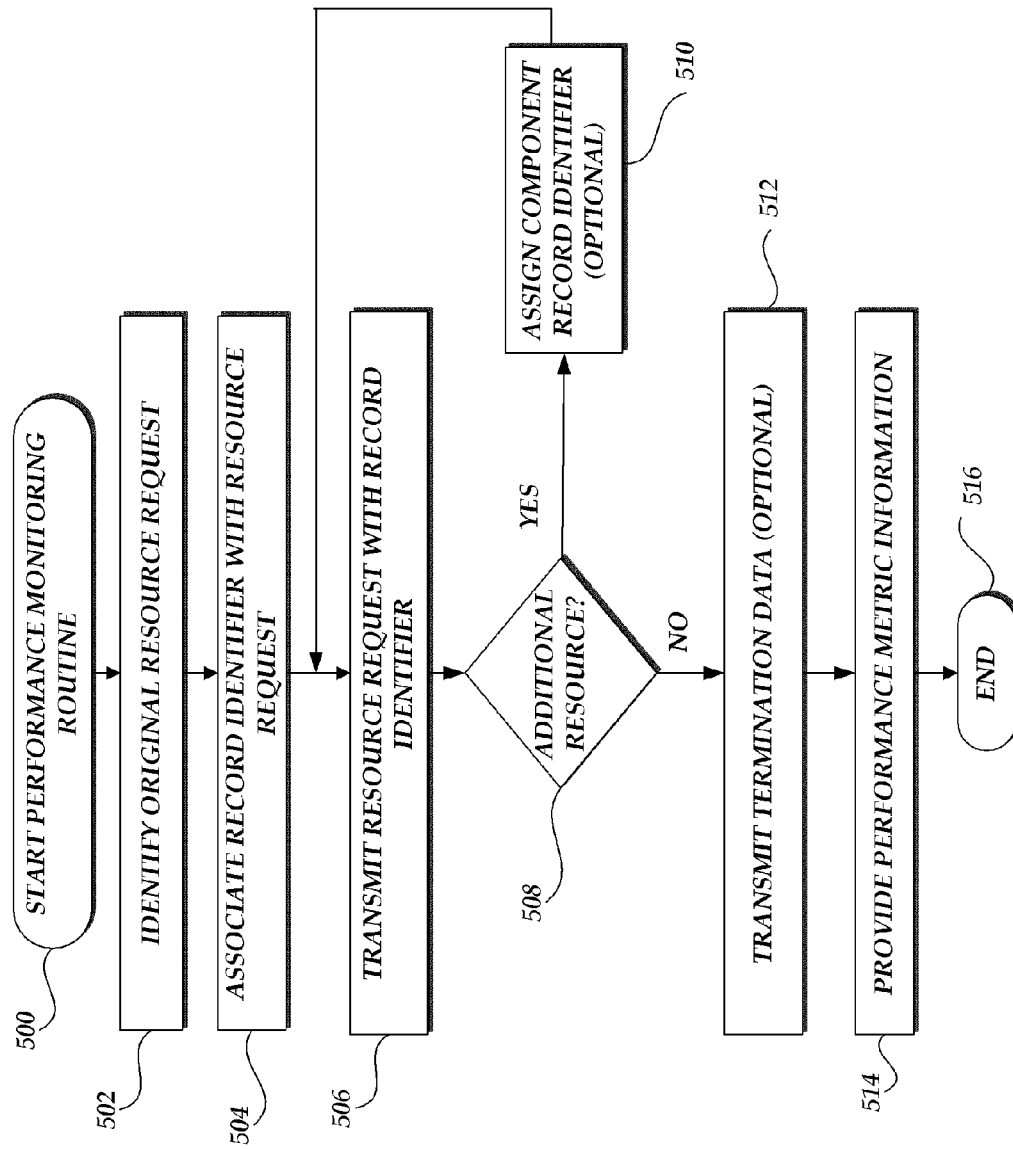 500
START PERFORMANCE MONITORING
ROUTINE
502
IDENTIFY ORIGINAL RESOURCE REQUEST
504
ASSOCIATE RECORD IDENTIFIER WITH RESOURCE
REQUEST
506
TRANSMIT RESOURCE REQUEST WITH RECORD
IDENTIFIER
508
ADDITIONAL
RESOURCE?
YES
NO
ASSIGN COMPONENT
RECORD IDENTIFIER
(OPTIONAL)
510
TRANSMIT TERMINATION DATA (OPTIONAL)
512
514
PROVIDE PERFORMANCE METRIC INFORMATION
END
516